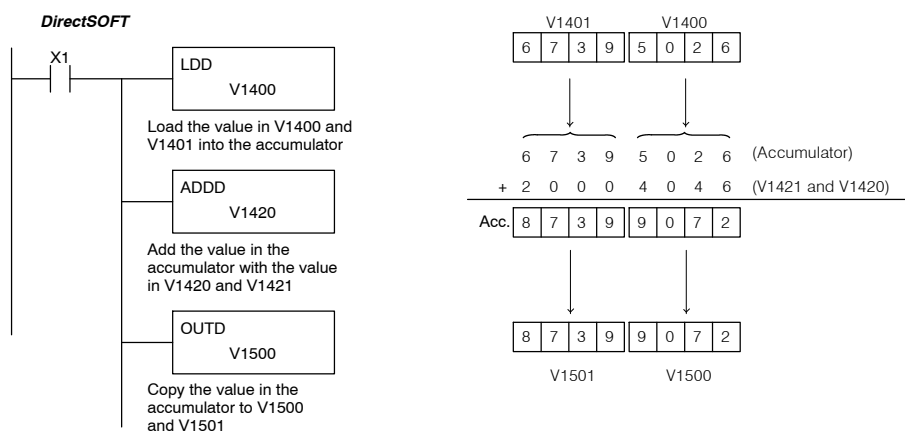 DirectSOFT
X1
LDD
V1400
Load the value in V1400 and
V1401 into the accumulator
ADDD
V1420
Add the value in the
accumulator with the value
in V1420 and V1421
OUTD
V1500
Copy the value in the
accumulator to V1500
and V1501
V1401 V1400
6 7 3 9 5 0 2 6
6 7 3 9 5 0 2 6 (Accumulator)
+ 2 0 0 0 4 0 4 6 (V1421 and V1420)
Acc. 8 7 3 9 9 0 7 2
8 7 3 9 9 0 7 2
V1501 V1500